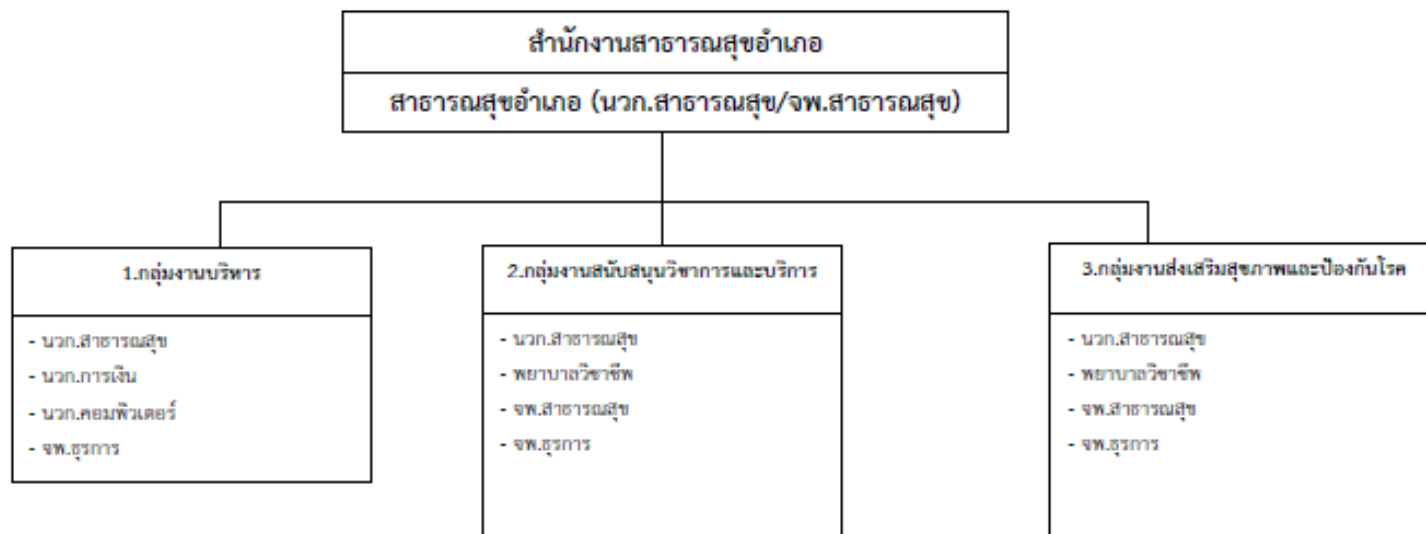 สำนักงานสาธารณสุขอำเภอ
สาธารณสุขอำเภอ (นวก.สาธารณสุข/จพ.สาธารณสุข)
1.กลุ่มงานบริหาร
- นวก.สาธารณสุข
- นวก.การเงิน
- นวก.คอมพิวเตอร์
- จพ.ธุรการ
2.กลุ่มงานสนับสนุนวิชาการและบริการ
- นวก.สาธารณสุข
- พยาบาลวิชาชีพ
- จพ.สาธารณสุข
- จพ.ธุรการ
3.กลุ่มงานส่งเสริมสุขภาพและป้องกันโรค
- นวก.สาธารณสุข
- พยาบาลวิชาชีพ
- จพ.สาธารณสุข
- จพ.ธุรการ